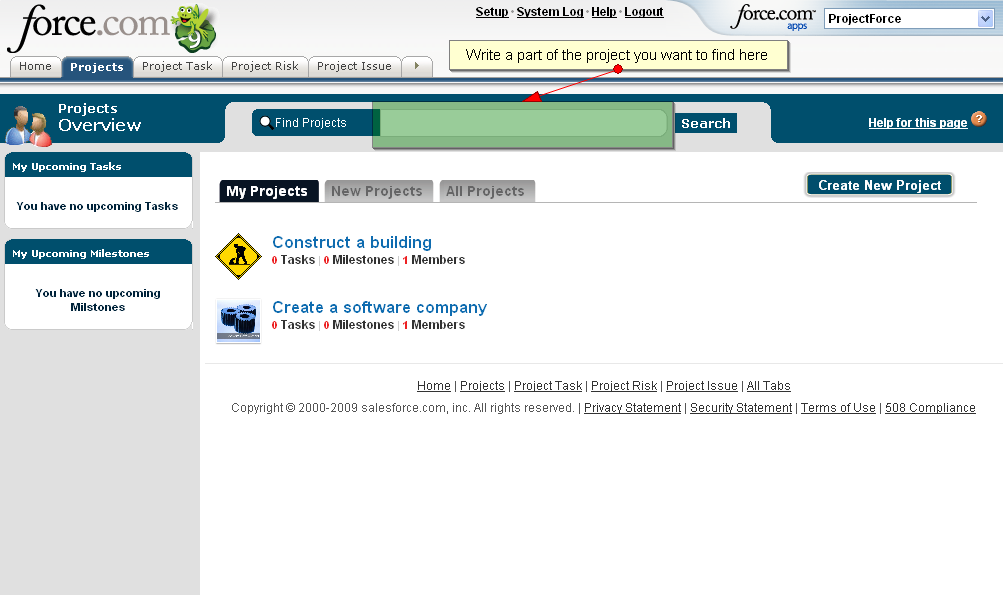 force.com
9
Setup · System Log · Help · Logout
force.com apps
ProjectForce
Home
Projects
Project Task
Project Risk
Project Issue
Write a part of the project you want to find here
Projects
Overview
Find Projects
Search
Help for this page ?
My Upcoming Tasks
You have no upcoming Tasks
My Upcoming Milestones
You have no upcoming
Milstones
My Projects
New Projects
All Projects
Create New Project
Construct a building
0 Tasks | 0 Milestones | 1 Members
Create a software company
0 Tasks | 0 Milestones | 1 Members
Home | Projects | Project Task | Project Risk | Project Issue | All Tabs
Copyright © 2000-2009 salesforce.com, inc. All rights reserved. | Privacy Statement | Security Statement | Terms of Use | 508 Compliance